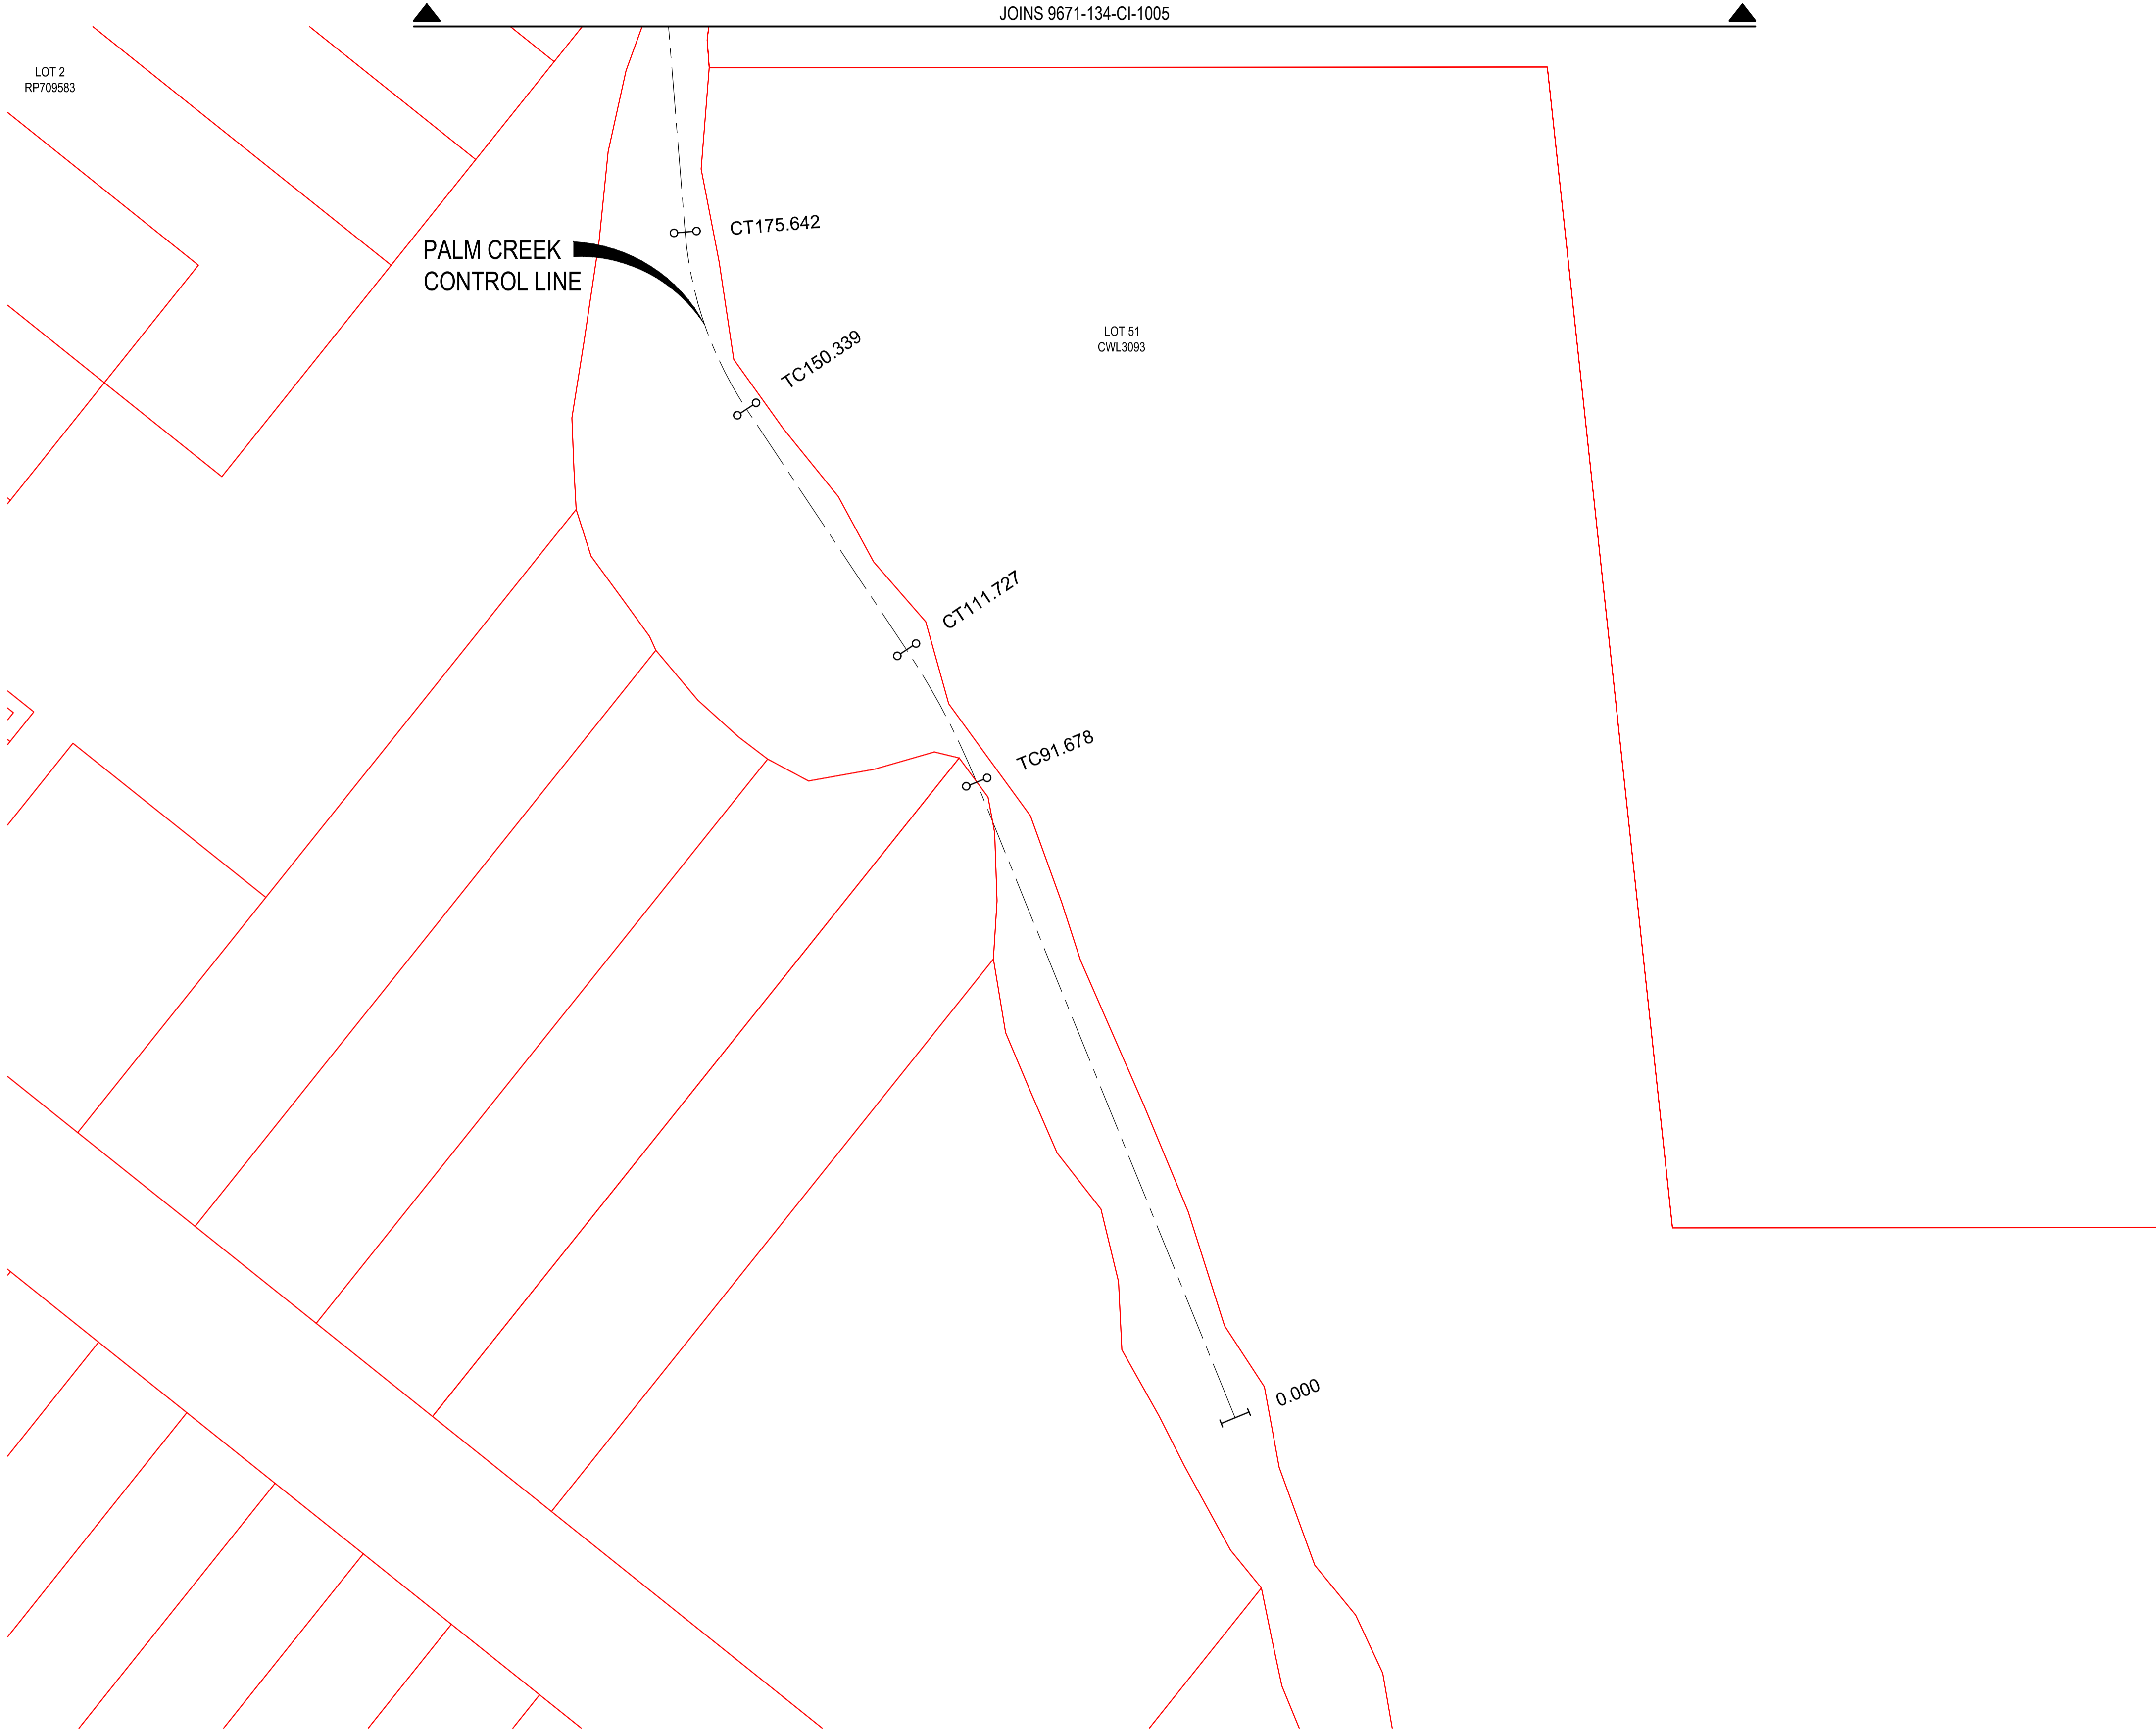 JOINS 9671-134-CI-1005
LOT 2
RP709583
CT175.642
PALM CREEK
CONTROL LINE
LOT 51
CWL3093
TC150.339
CT111.727
TC91.678
0.000